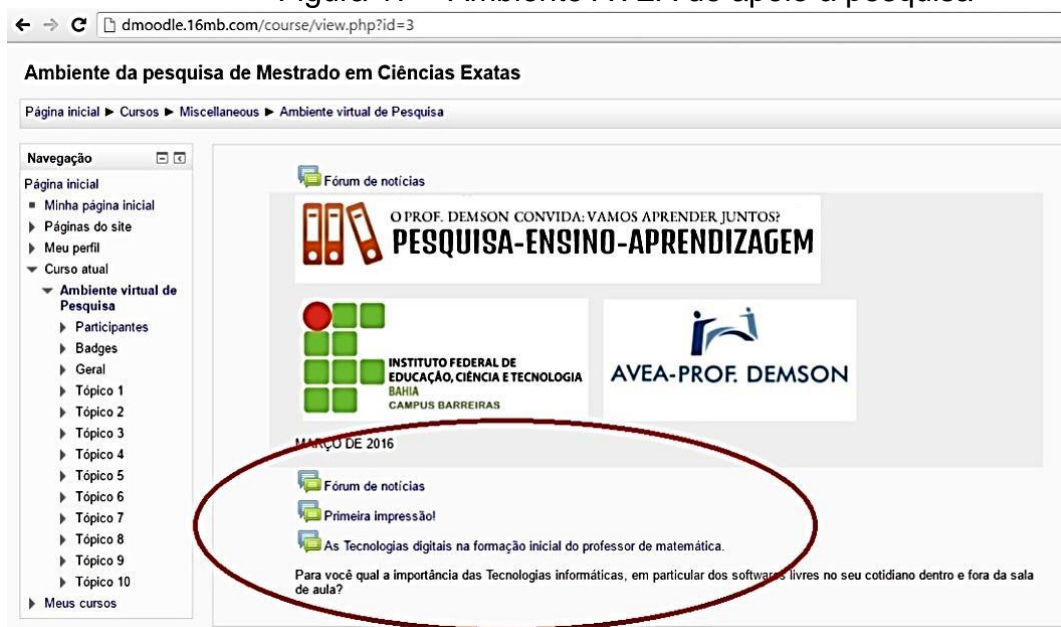 dmoodle.16mb.com/course/view.php?id=3
Ambiente da pesquisa de Mestrado em Ciências Exatas
Página inicial ► Cursos ► Miscellaneous ► Ambiente virtual de Pesquisa
Navegação
Página inicial
Minha página inicial
Páginas do site
Meu perfil
Curso atual
Ambiente virtual de
Pesquisa
Participantes
Badges
Geral
Tópico 1
Tópico 2
Tópico 3
Tópico 4
Tópico 5
Tópico 6
Tópico 7
Tópico 8
Tópico 9
Tópico 10
Meus cursos
Fórum de notícias
O PROF. DEMSON CONVIDA: VAMOS APRENDER JUNTOS?
PESQUISA-ENSINO-APRENDIZAGEM
INSTITUTO FEDERAL DE
EDUCAÇÃO, CIÊNCIA E TECNOLOGIA
BAHIA
CAMPUS BARREIRAS
AVEA-PROF. DEMSON
MARÇO DE 2016
Fórum de notícias
Primeira impressão!
As Tecnologias digitais na formação inicial do professor de matemática.
Para você qual a importância das Tecnologias informáticas, em particular dos softwares livres no seu cotidiano dentro e fora da sala
de aula?